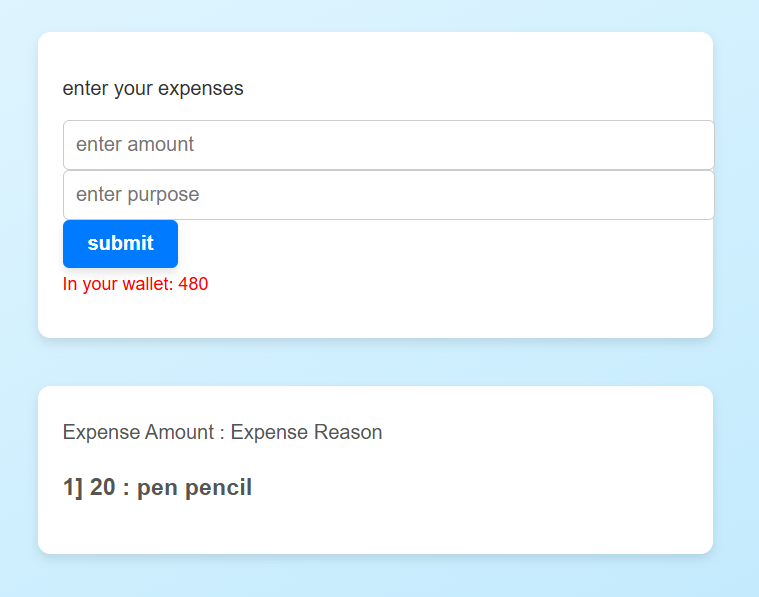 enter your expenses
enter amount
enter purpose
submit
In your wallet: 480
Expense Amount : Expense Reason
1] 20 : pen pencil